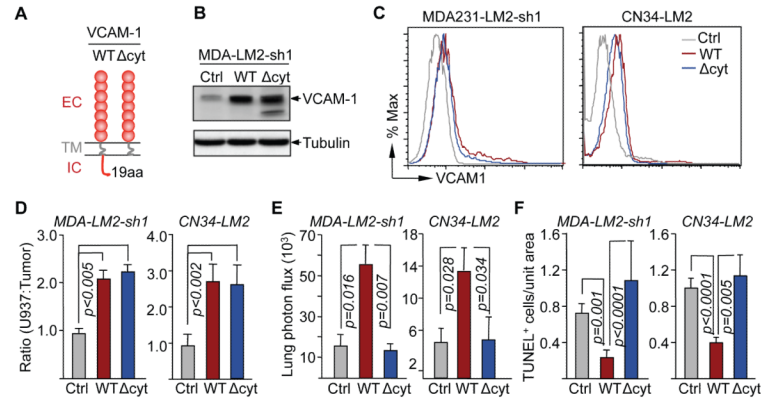 A
VCAM-1
WT Δcyt
EC
TM
IC
19aa
B
MDA-LM2-sh1
Ctrl WT Δcyt
VCAM-1
Tubulin
C
MDA231-LM2-sh1
CN34-LM2
Ctrl
WT
Δcyt
% Max
VCAM1
D
MDA-LM2-sh1
CN34-LM2
Ratio (U937:Tumor)
3.0
2.0
1.0
p<0.005
Ctrl WT Δcyt
4.0
3.0
2.0
1.0
p<0.002
Ctrl WT Δcyt
E
MDA-LM2-sh1
CN34-LM2
Lung photon flux (10³)
70
50
30
10
p=0.016
p=0.007
Ctrl WT Δcyt
18
14
10
6
2
p=0.028
p=0.034
Ctrl WT Δcyt
F
MDA-LM2-sh1
CN34-LM2
TUNEL⁺ cells/unit area
1.6
1.2
0.8
0.4
p=0.001
p<0.0001
Ctrl WT Δcyt
1.6
1.2
0.8
0.4
p<0.0001
p=0.005
Ctrl WT Δcyt